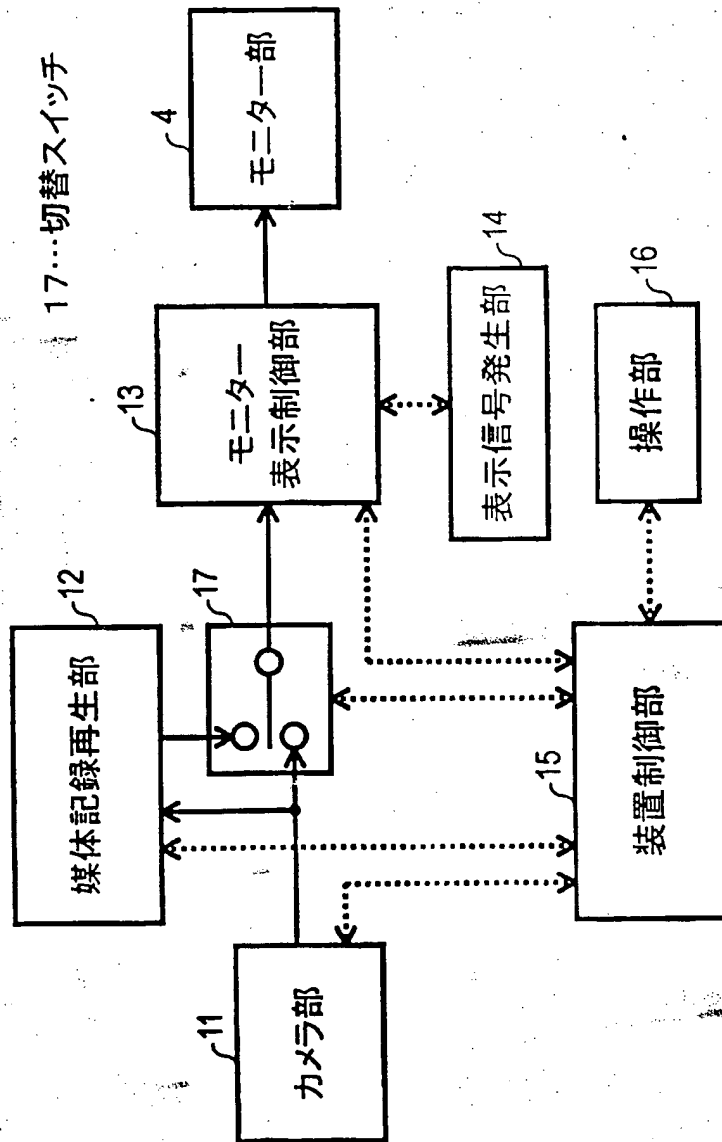 17…切替スイッチ
12
媒体記録再生部
11
カメラ部
17
13
モニター
表示制御部
4
モニター部
14
表示信号発生部
15
装置制御部
16
操作部